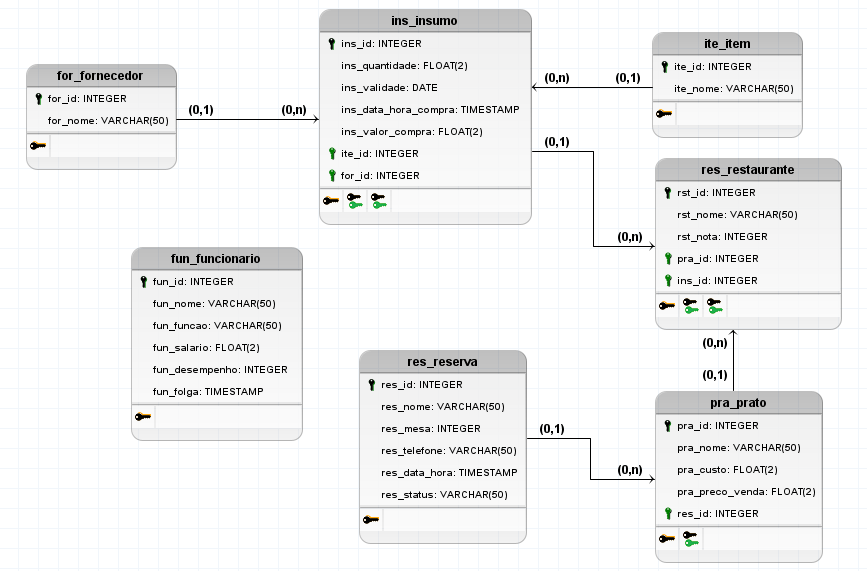 ins_insumo
ins_id: INTEGER
ins_quantidade: FLOAT(2)
ins_validade: DATE
ins_data_hora_compra: TIMESTAMP
ins_valor_compra: FLOAT(2)
ite_id: INTEGER
for_id: INTEGER
for_fornecedor
for_id: INTEGER
for_nome: VARCHAR(50)
(0,1)
(0,n)
ite_item
ite_id: INTEGER
ite_nome: VARCHAR(50)
(0,n)
(0,1)
(0,1)
(0,n)
res_restaurante
rst_id: INTEGER
rst_nome: VARCHAR(50)
rst_nota: INTEGER
pra_id: INTEGER
ins_id: INTEGER
fun_funcionario
fun_id: INTEGER
fun_nome: VARCHAR(50)
fun_funcao: VARCHAR(50)
fun_salario: FLOAT(2)
fun_desempenho: INTEGER
fun_folga: TIMESTAMP
(0,n)
(0,1)
res_reserva
res_id: INTEGER
res_nome: VARCHAR(50)
res_mesa: INTEGER
res_telefone: VARCHAR(50)
res_data_hora: TIMESTAMP
res_status: VARCHAR(50)
(0,1)
(0,n)
pra_prato
pra_id: INTEGER
pra_nome: VARCHAR(50)
pra_custo: FLOAT(2)
pra_preco_venda: FLOAT(2)
res_id: INTEGER